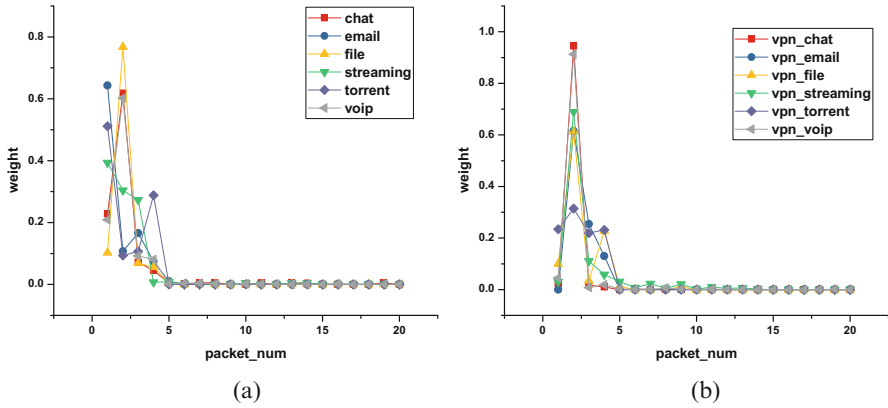 0.8
0.6
0.4
0.2
0.0
weight
0
5
10
15
20
packet_num
chat
email
file
streaming
torrent
voip
(a)
1.0
0.8
0.6
0.4
0.2
0.0
weight
0
5
10
15
20
packet_num
vpn_chat
vpn_email
vpn_file
vpn_streaming
vpn_torrent
vpn_voip
(b)